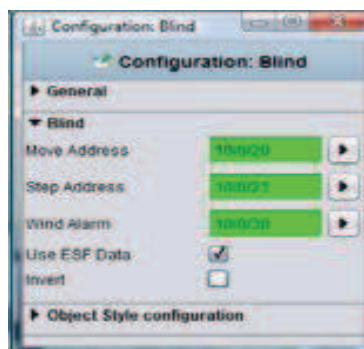 Configuration: Blind
Configuration: Blind
General
Blind
Move Address 10/0/20
Step Address 10/0/21
Wind Alarm 10/0/30
Use ESF Data
Invert
Object Style configuration